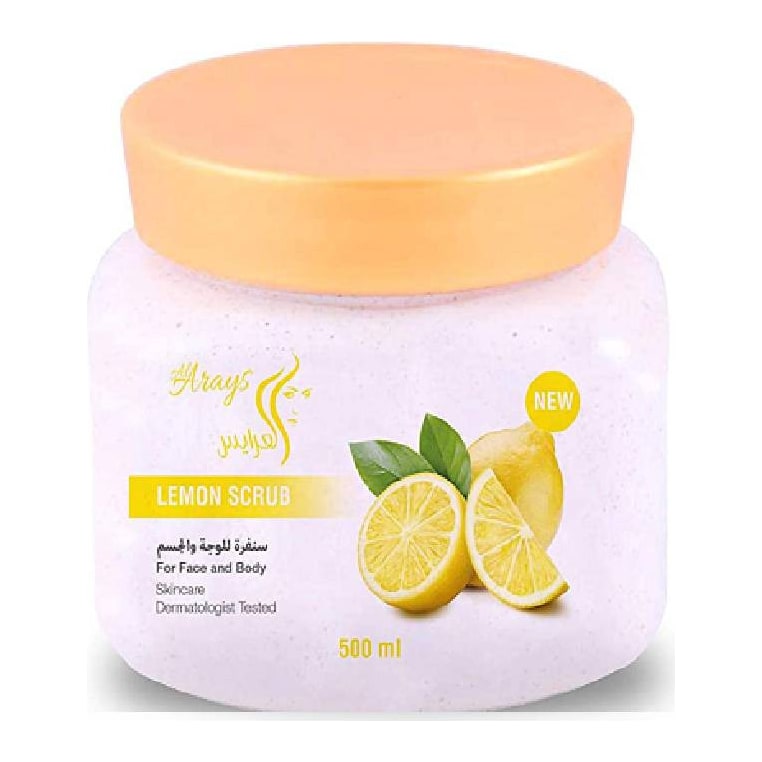 Al Arays
العرايس
NEW
LEMON SCRUB
سنفرة للوجة والجسم
For Face and Body
Skincare
Dermatologist Tested
500 ml